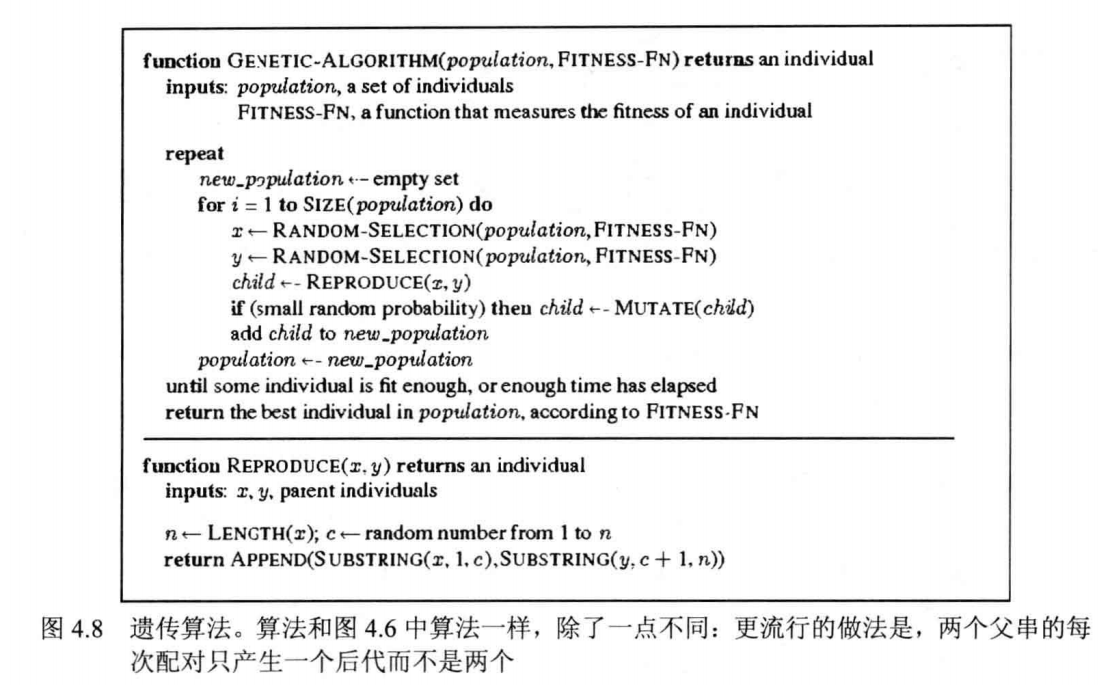 function GENETIC-ALGORITHM(population, FITNESS-FN) returns an individual
inputs: population, a set of individuals
FITNESS-FN, a function that measures the fitness of an individual
repeat
new_population ← empty set
for i = 1 to SIZE(population) do
x ← RANDOM-SELECTION(population, FITNESS-FN)
y ← RANDOM-SELECTION(population, FITNESS-FN)
child ← REPRODUCE(x, y)
if (small random probability) then child ← MUTATE(child)
add child to new_population
population ← new_population
until some individual is fit enough, or enough time has elapsed
return the best individual in population, according to FITNESS-FN
function REPRODUCE(x, y) returns an individual
inputs: x, y, parent individuals
n ← LENGTH(x); c ← random number from 1 to n
return APPEND(SUBSTRING(x, 1, c), SUBSTRING(y, c + 1, n))
图 4.8 遗传算法。算法和图 4.6 中算法一样，除了一点不同：更流行的做法是，两个父串的每
次配对只产生一个后代而不是两个